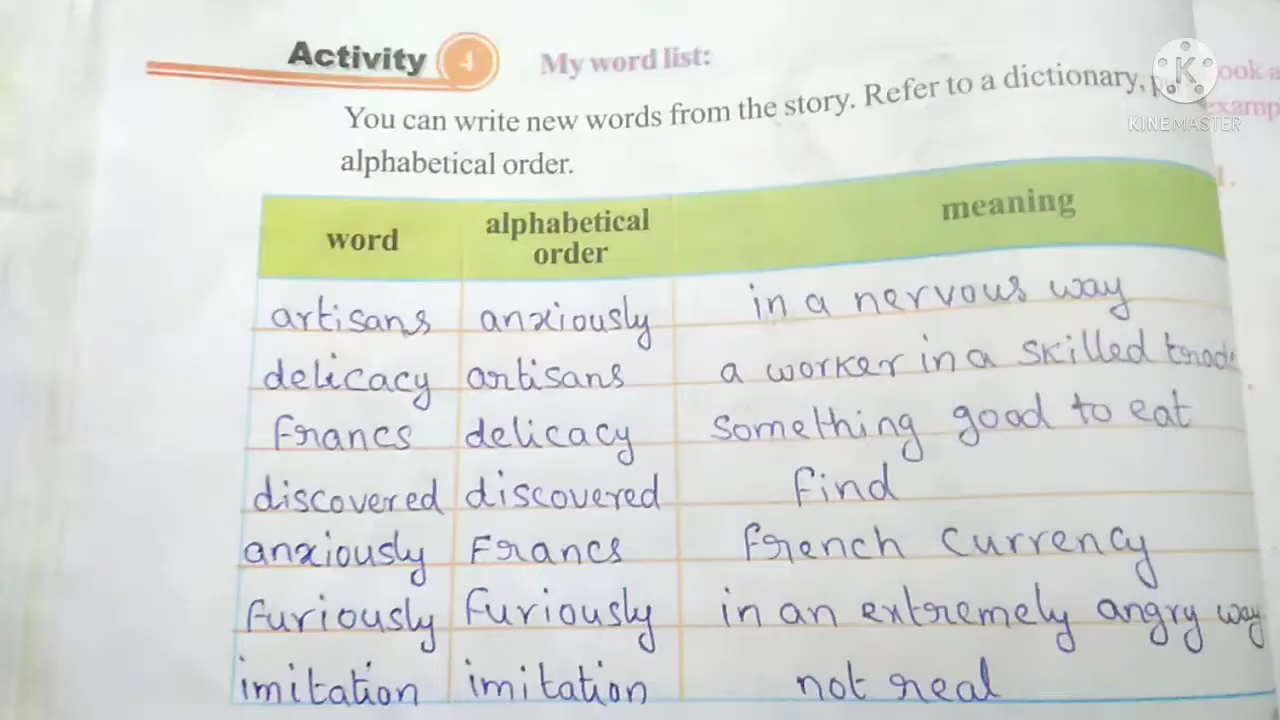 Activity 4 My word list:
You can write new words from the story. Refer to a dictionary,
alphabetical order.
word alphabetical order meaning
artisans anxiously in a nervous way
delicacy artisans a worker in a skilled
Francs delicacy something good to eat
discovered discovered find
anxiously Francs French currency
furiously furiously in an extremely angry way
imitation imitation not real
K
KINEMASTER
1.